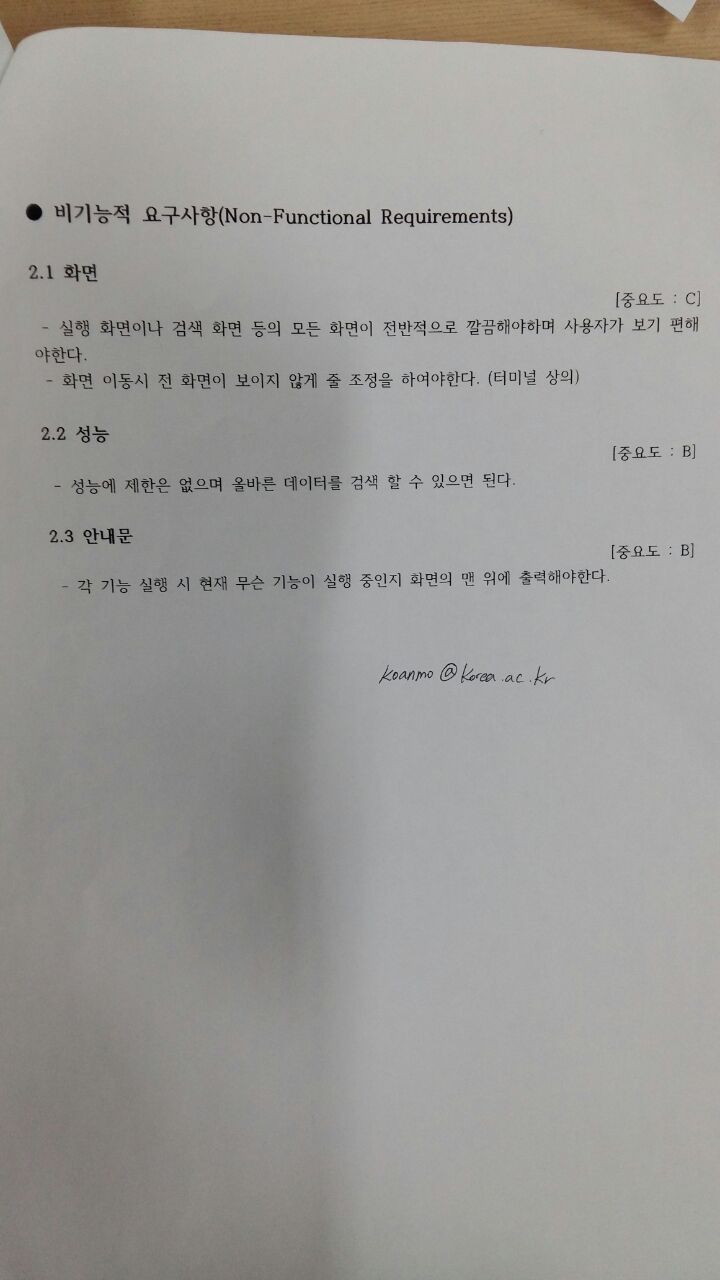 ● 비기능적 요구사항(Non-Functional Requirements)
2.1 화면
[중요도 : C]
- 실행 화면이나 검색 화면 등의 모든 화면이 전반적으로 깔끔해야하며 사용자가 보기 편해
야한다.
- 화면 이동시 전 화면이 보이지 않게 줄 조정을 하여야한다. (터미널 상의)
2.2 성능
[중요도 : B]
- 성능에 제한은 없으며 올바른 데이터를 검색 할 수 있으면 된다.
2.3 안내문
[중요도 : B]
- 각 기능 실행 시 현재 무슨 기능이 실행 중인지 화면의 맨 위에 출력해야한다.
koanmo@korea.ac.kr